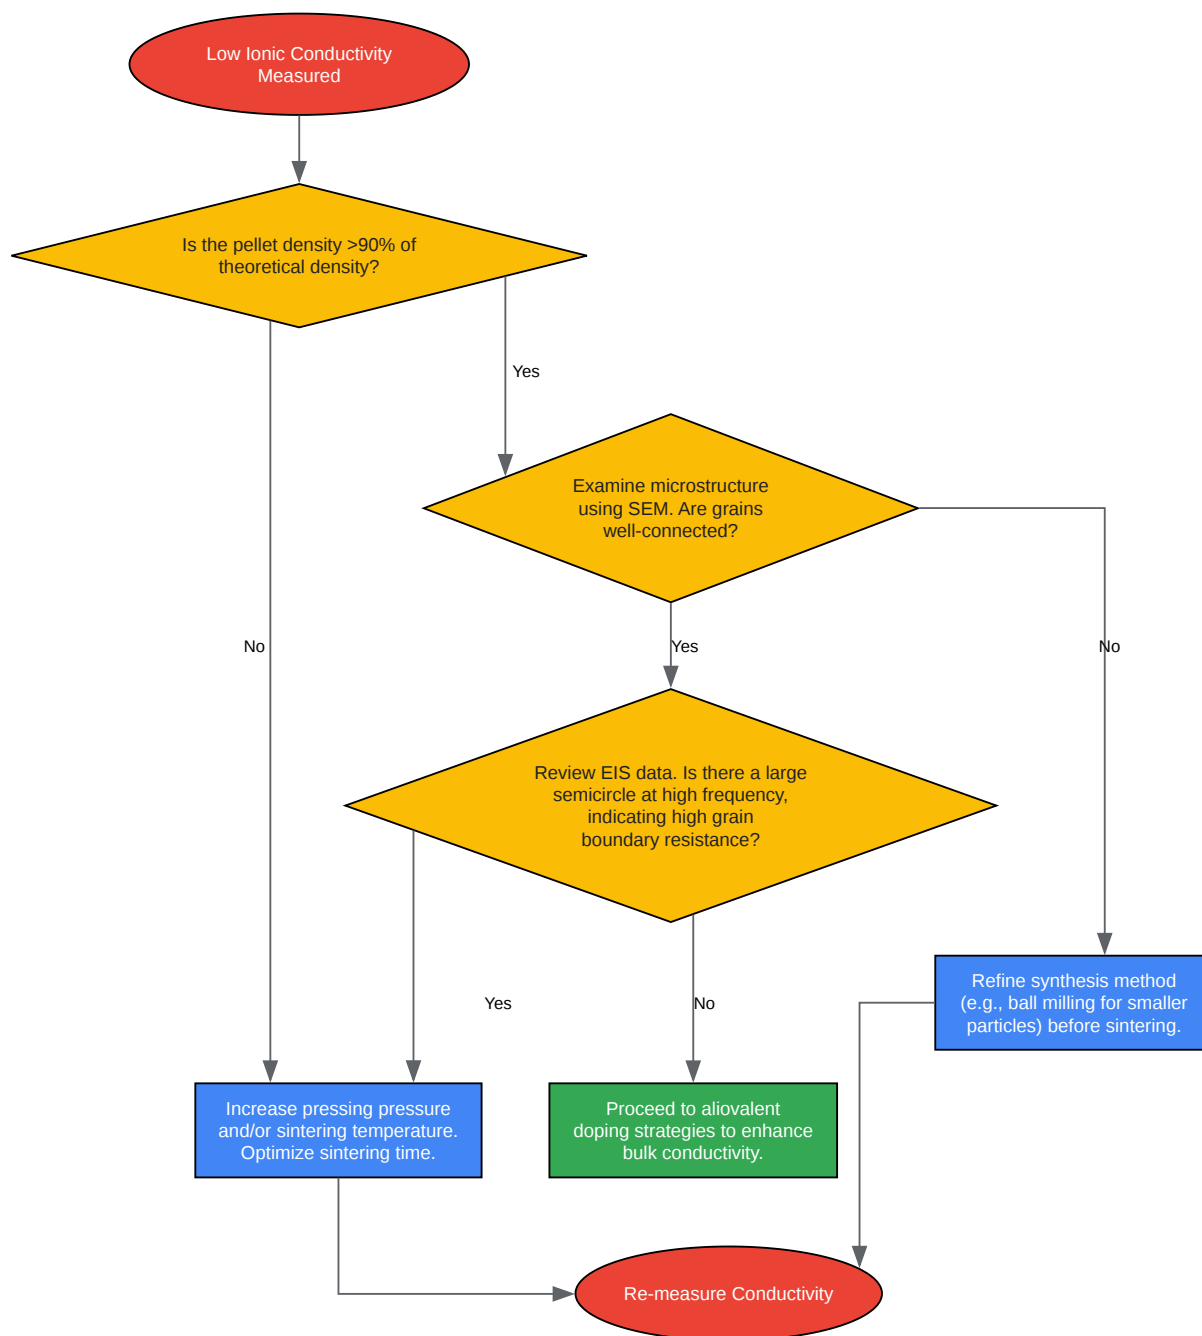 Low Ionic Conductivity
Measured
Is the pellet density >90% of
theoretical density?
Yes
Examine microstructure
using SEM. Are grains
well-connected?
No
Yes
No
Review EIS data. Is there a large
semicircle at high frequency,
indicating high grain
boundary resistance?
Yes
No
Refine synthesis method
(e.g., ball milling for smaller
particles) before sintering.
Increase pressing pressure
and/or sintering temperature.
Optimize sintering time.
Proceed to aliovalent
doping strategies to enhance
bulk conductivity.
Re-measure Conductivity